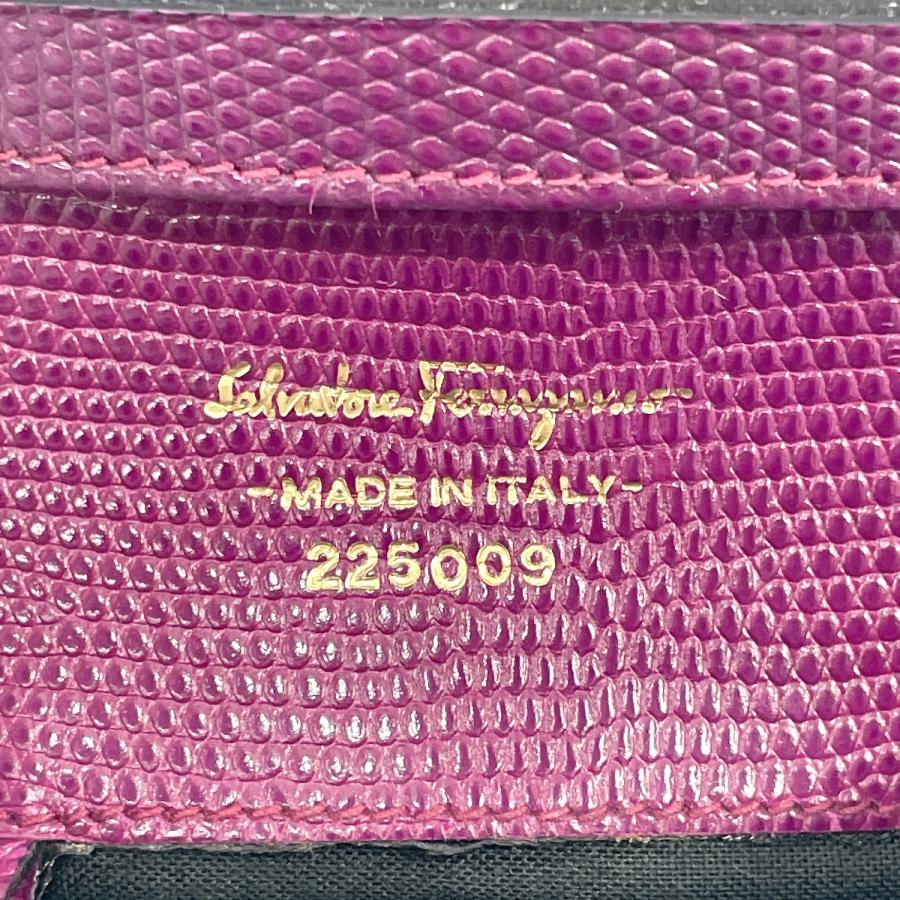 Salvatore Ferragamo
-MADE IN ITALY-
225009